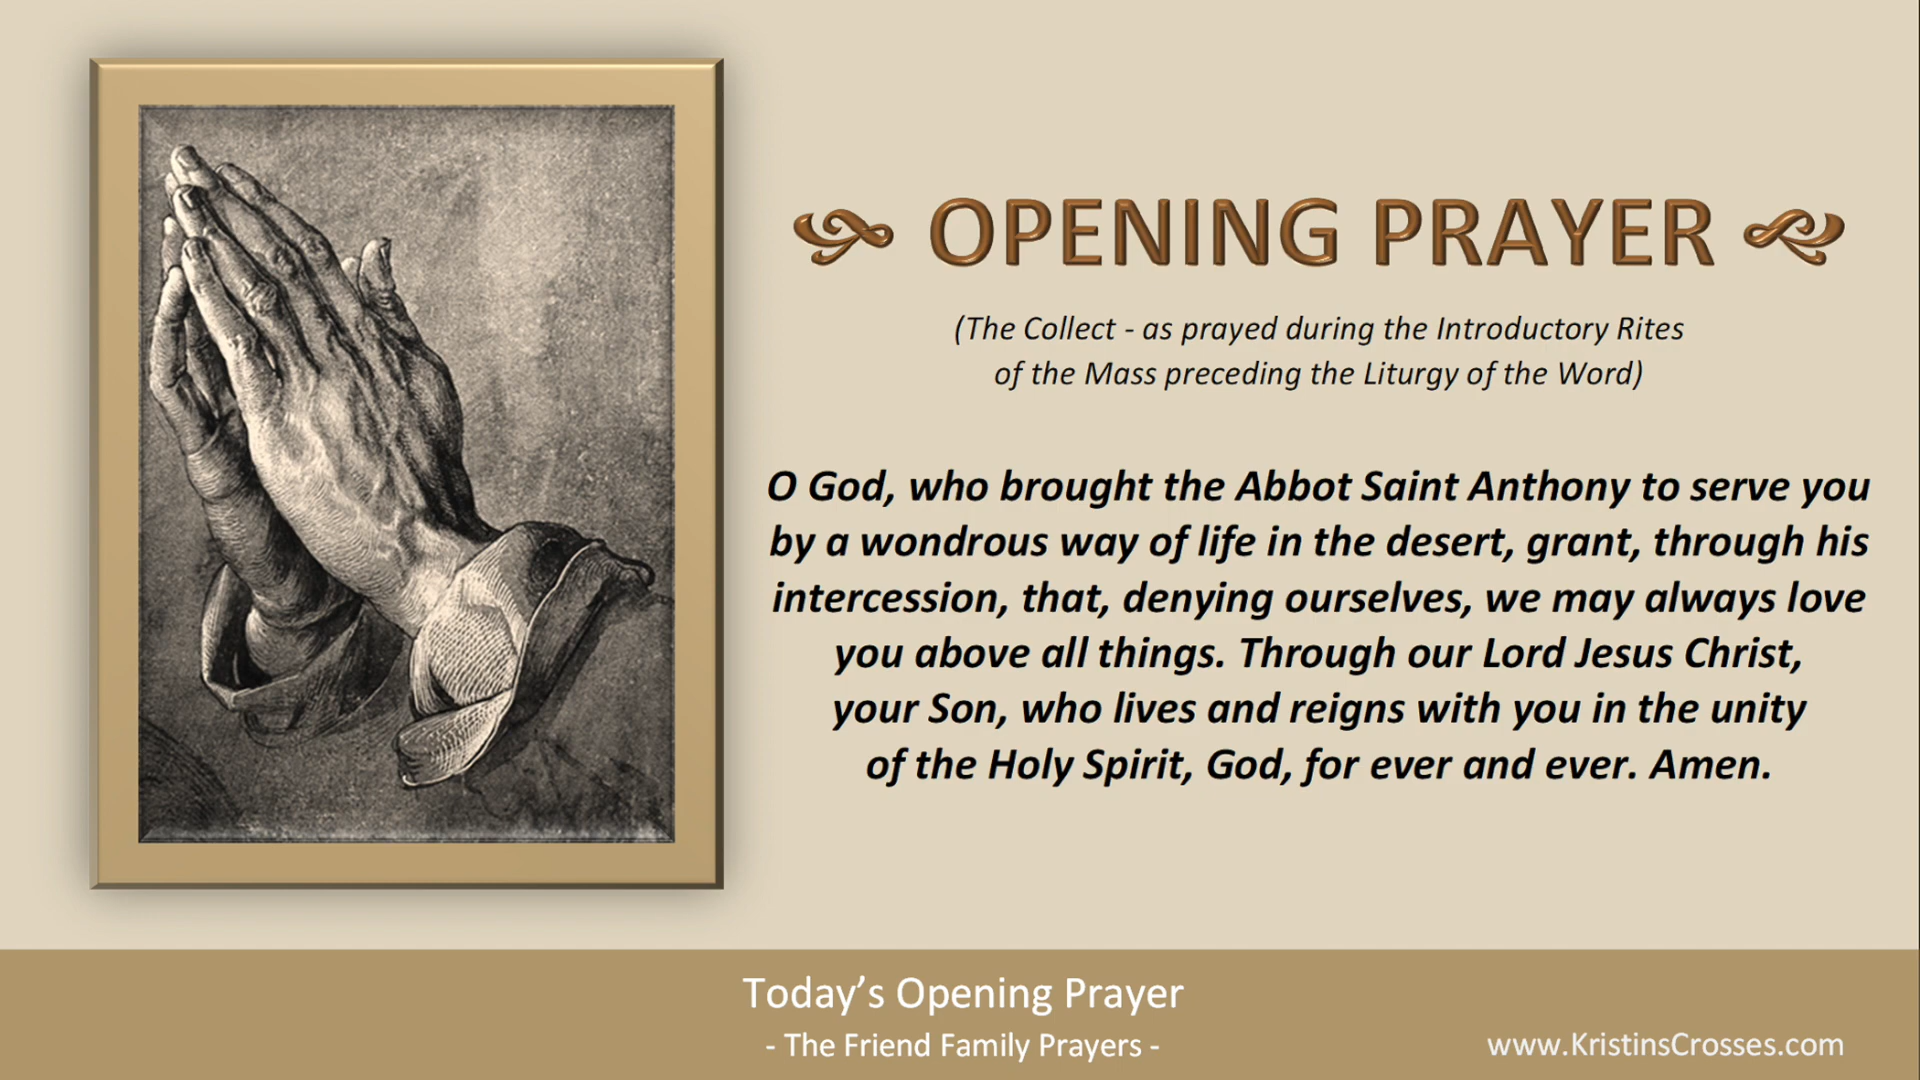 OPENING PRAYER
(The Collect - as prayed during the Introductory Rites
of the Mass preceding the Liturgy of the Word)
O God, who brought the Abbot Saint Anthony to serve you
by a wondrous way of life in the desert, grant, through his
intercession, that, denying ourselves, we may always love
you above all things. Through our Lord Jesus Christ,
your Son, who lives and reigns with you in the unity
of the Holy Spirit, God, for ever and ever. Amen.
Today’s Opening Prayer
- The Friend Family Prayers -
www.KristinsCrosses.com